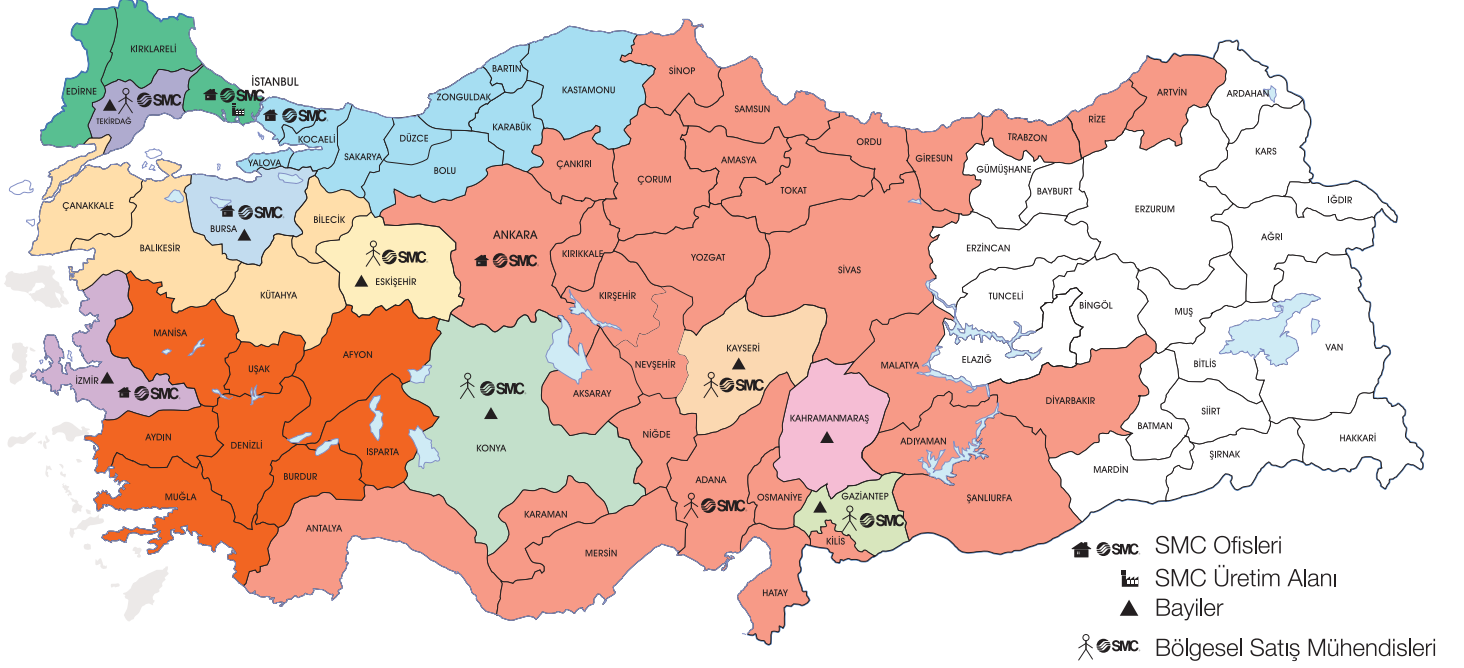 KIRKLARELİ
EDİRNE
SMC
TEKİRDAĞ
İSTANBUL
SMC
SMC
KOCAELİ
YALOVA
SAKARYA
DÜZCE
BOLU
ZONGULDAK
BARTIN
KARABÜK
KASTAMONU
SİNOP
SAMSUN
ÇANKIRI
ÇORUM
AMASYA
TOKAT
ORDU
GİRESUN
TRABZON
RİZE
ARTVİN
ARDAHAN
KARS
GÜMÜŞHANE
BAYBURT
ERZURUM
IĞDIR
AĞRI
ERZİNCAN
ÇANAKKALE
BALIKESİR
SMC
BURSA
BİLECİK
KÜTAHYA
SMC
ESKİŞEHİR
ANKARA
SMC
KIRIKKALE
KIRŞEHİR
YOZGAT
SİVAS
TUNCELİ
BİNGÖL
MUŞ
ELAZIĞ
BİTLİS
VAN
MANİSA
UŞAK
AFYON
İZMİR
SMC
AYDIN
DENİZLİ
BURDUR
ISPARTA
MUĞLA
ANTALYA
SMC
KONYA
AKSARAY
NEVŞEHİR
NİĞDE
KAYSERİ
SMC
MALATYA
KAHRAMANMARAŞ
ADIYAMAN
DİYARBAKIR
BATMAN
SİİRT
ŞIRNAK
HAKKARİ
MARDİN
ŞANLIURFA
KARAMAN
MERSİN
ADANA
SMC
OSMANİYE
GAZİANTEP
SMC
KİLİS
HATAY
SMC SMC Ofisleri
SMC Üretim Alanı
Bayiler
SMC Bölgesel Satış Mühendisleri